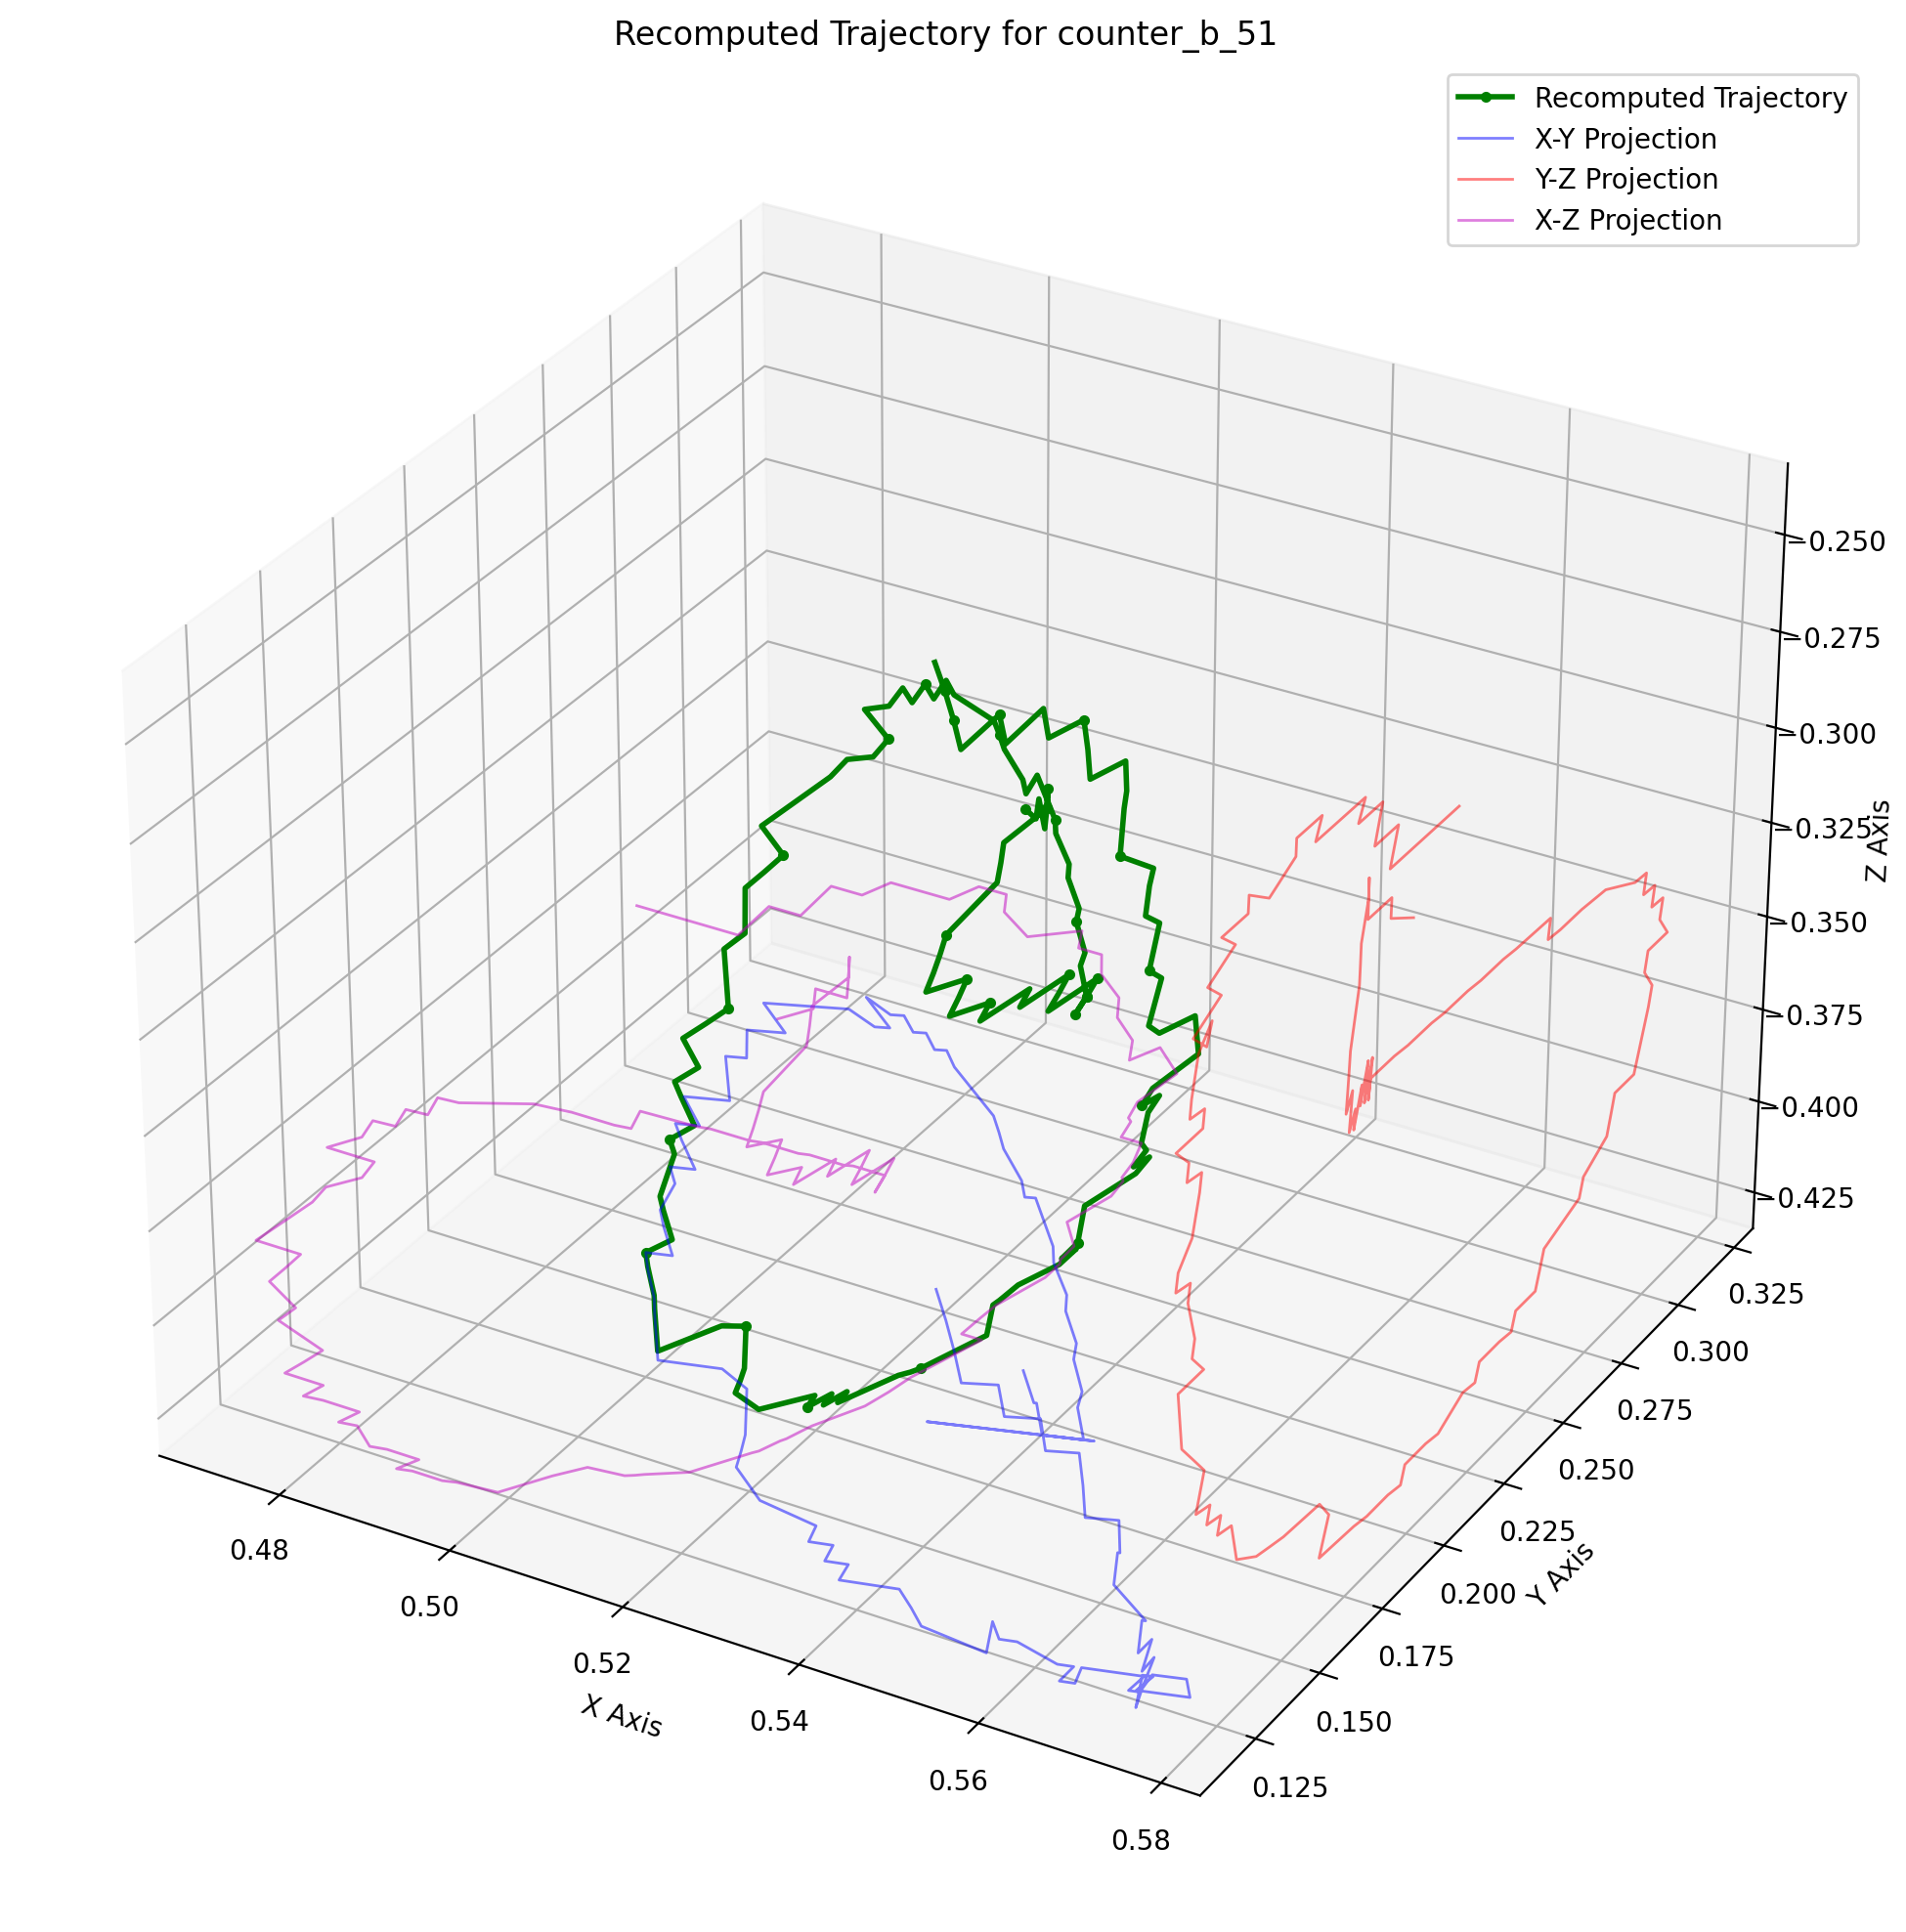 Recomputed Trajectory for counter_b_51
Recomputed Trajectory
X-Y Projection
Y-Z Projection
X-Z Projection
0.250
0.275
0.300
0.325
0.350
0.375
0.400
0.425
Z Axis
0.325
0.300
0.275
0.250
0.225
0.200
0.175
0.150
0.125
Y Axis
0.48
0.50
0.52
0.54
0.56
0.58
X Axis